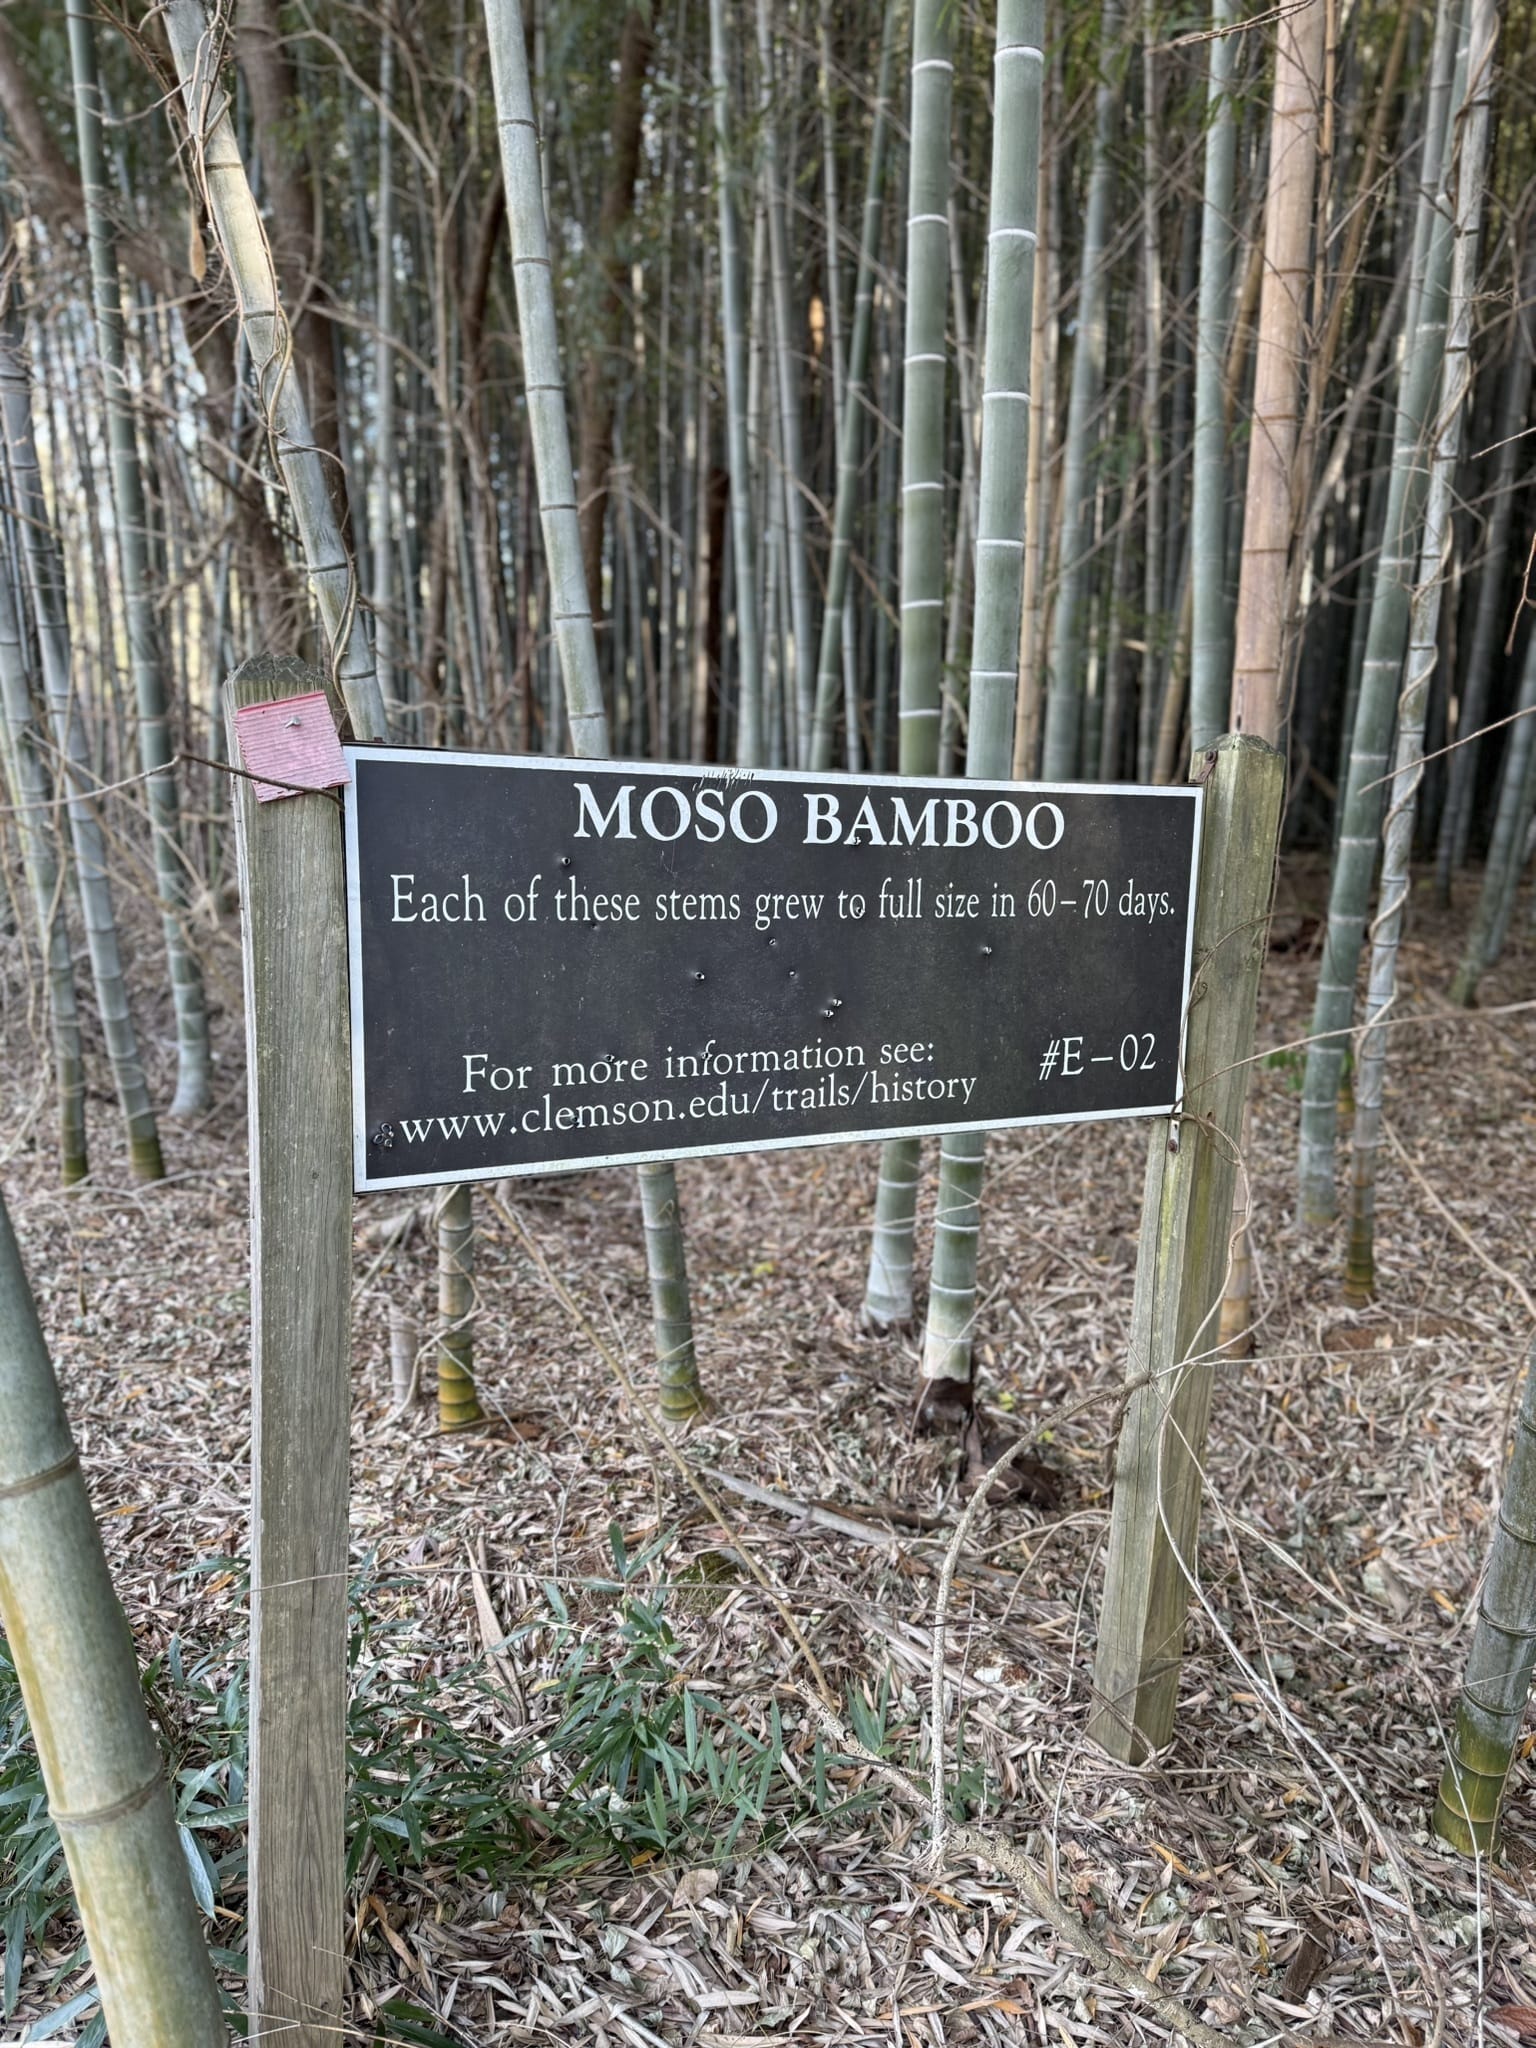 MOSO BAMBOO
Each of these stems grew to full size in 60–70 days.
For more information see:
#E–02
www.clemson.edu/trails/history